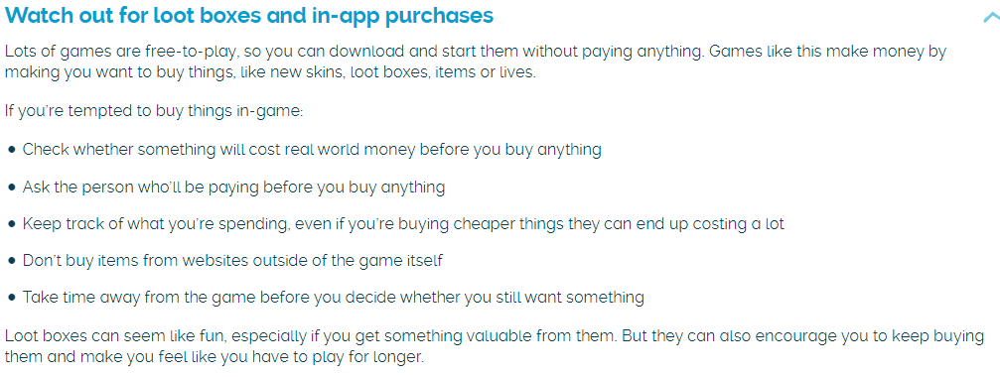 Watch out for loot boxes and in-app purchases
Lots of games are free-to-play, so you can download and start them without paying anything. Games like this make money by
making you want to buy things, like new skins, loot boxes, items or lives.
If you're tempted to buy things in-game:
• Check whether something will cost real world money before you buy anything
• Ask the person who'll be paying before you buy anything
• Keep track of what you're spending, even if you're buying cheaper things they can end up costing a lot
• Don't buy items from websites outside of the game itself
• Take time away from the game before you decide whether you still want something
Loot boxes can seem like fun, especially if you get something valuable from them. But they can also encourage you to keep buying
them and make you feel like you have to play for longer.